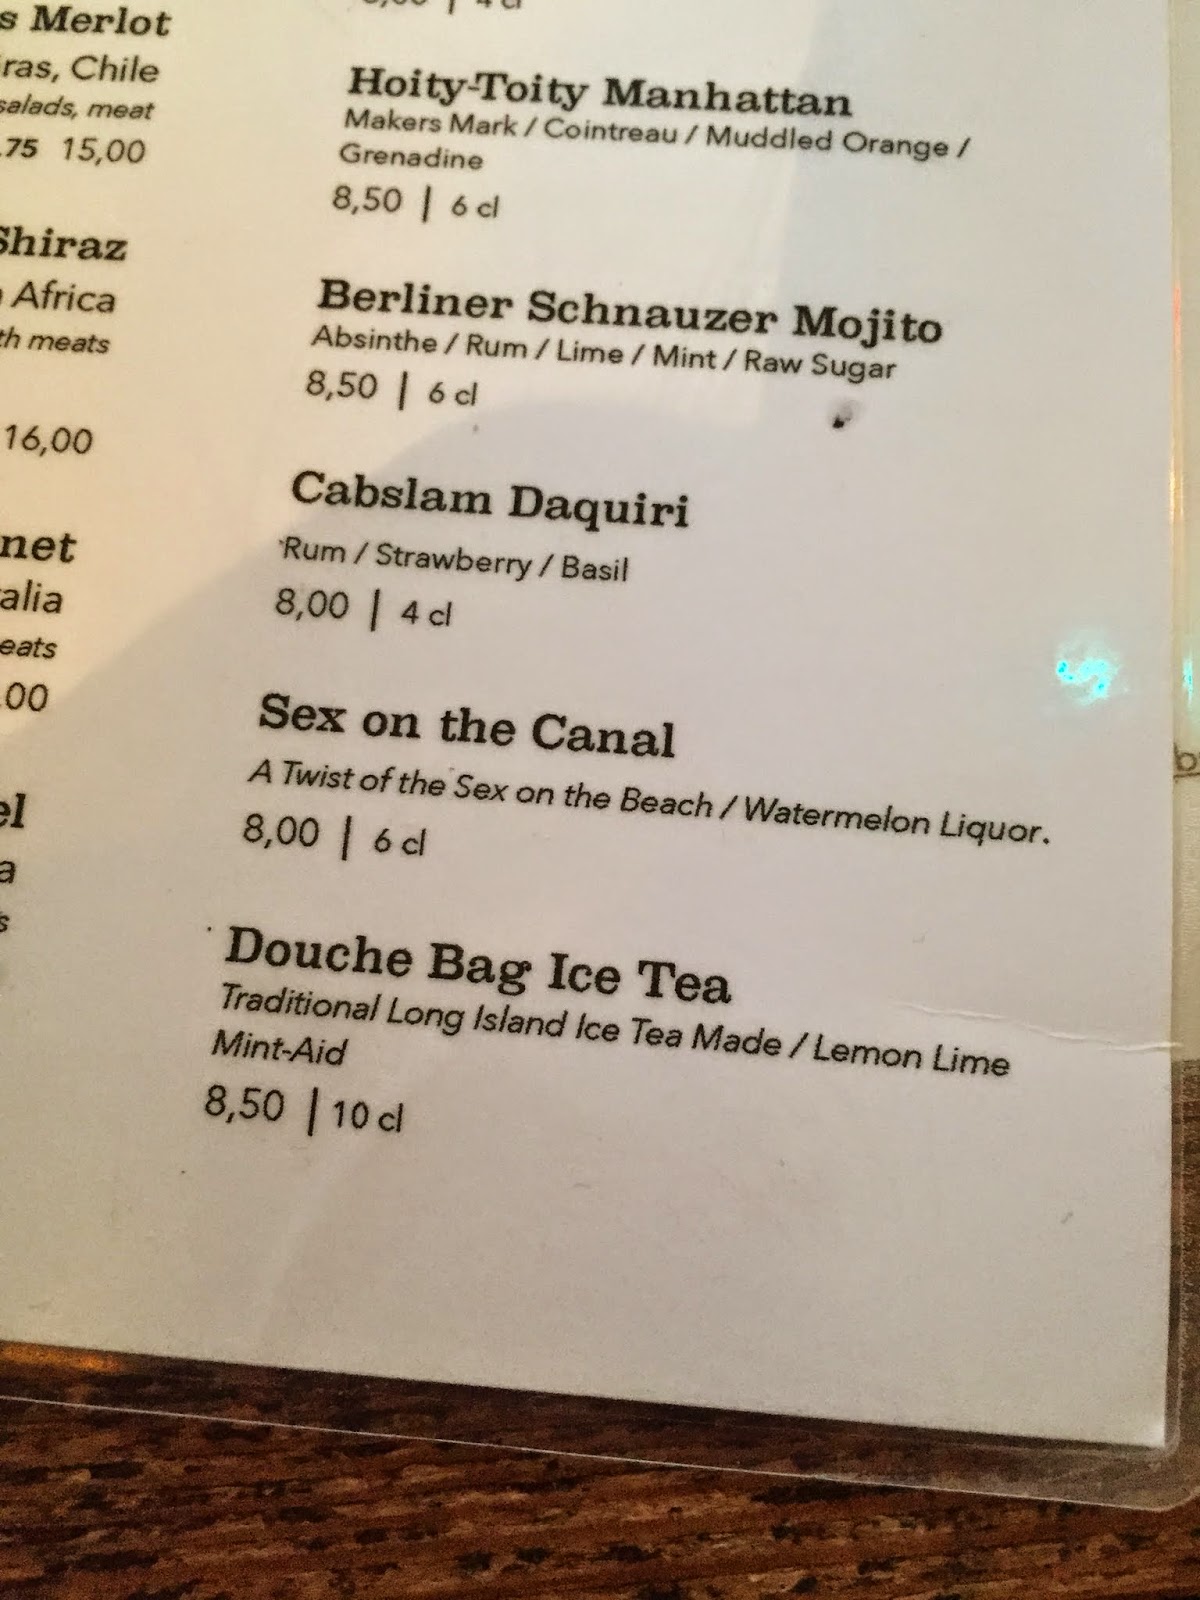 s Merlot
ras, Chile
salads, meat
.75 15,00
Shiraz
Africa
th meats
16,00
net
alia
eats
.00
el
a
s
Hoity-Toity Manhattan
Makers Mark / Cointreau / Muddled Orange /
Grenadine
8,50 | 6 cl
Berliner Schnauzer Mojito
Absinthe / Rum / Lime / Mint / Raw Sugar
8,50 | 6 cl
Cabslam Daquiri
Rum / Strawberry / Basil
8,00 | 4 cl
Sex on the Canal
A Twist of the Sex on the Beach / Watermelon Liquor.
8,00 | 6 cl
Douche Bag Ice Tea
Traditional Long Island Ice Tea Made / Lemon Lime
Mint-Aid
8,50 | 10 cl